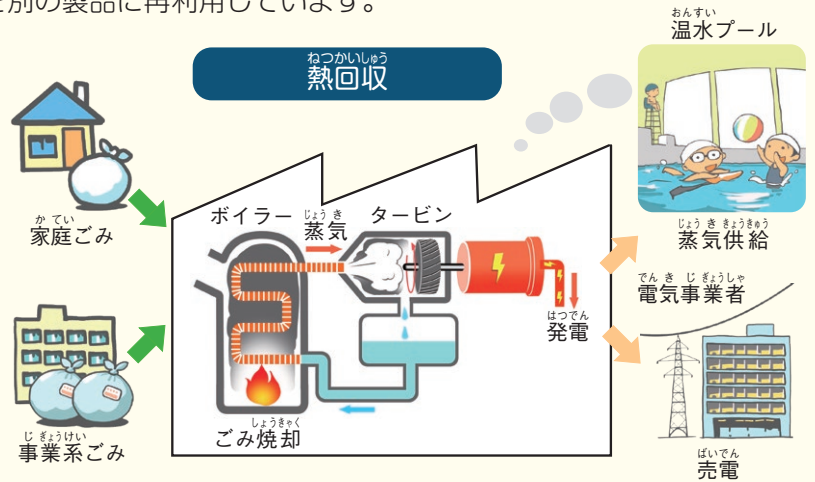 と別の製品に再利用しています。
ねつかいしゅう
熱回収
かてい
家庭ごみ
じぎょうけい
事業系ごみ
ボイラー
じょうき
蒸気
タービン
はつでん
発電
しょうきゃく
ごみ焼却
おんすい
温水プール
じょうききょうきゅう
蒸気供給
でんきじぎょうしゃ
電気事業者
ばいでん
売電